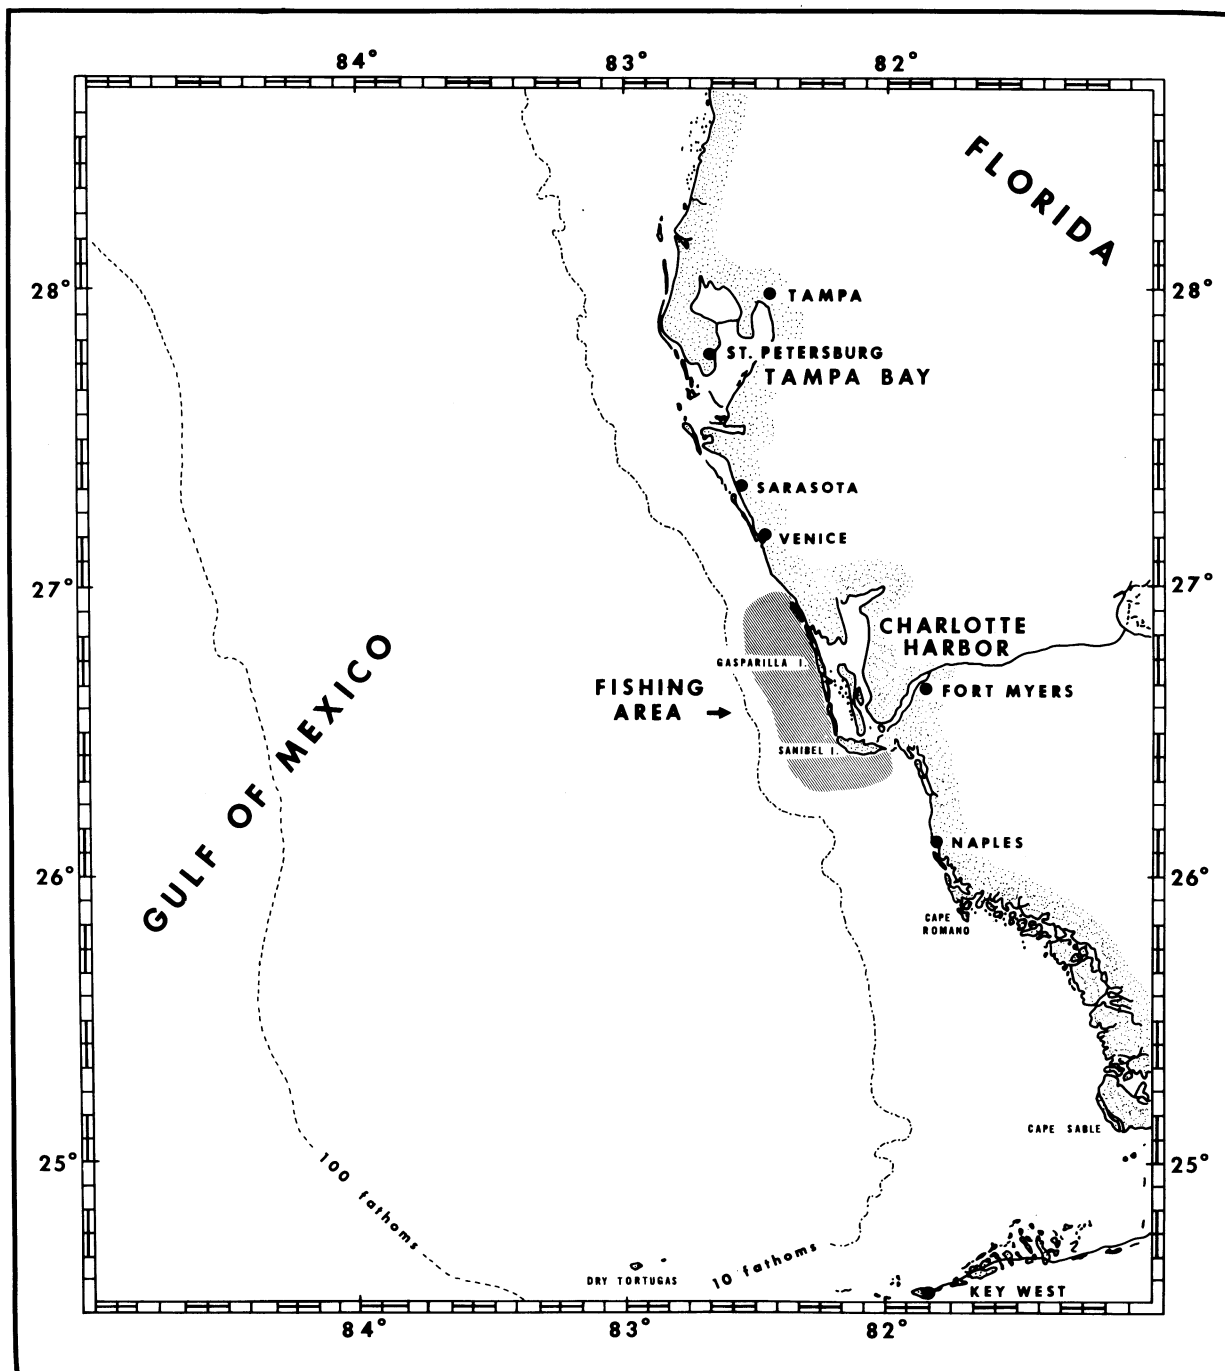 84°
83°
82°
FLORIDA
28°
28°
TAMPA
ST. PETERSBURG
TAMPA BAY
SARASOTA
VENICE
27°
27°
CHARLOTTE
HARBOR
GASPARILLA I.
FISHING
AREA
FORT MYERS
GULF OF MEXICO
SANIBEL I.
NAPLES
26°
26°
CAPE
ROMANO
CAPE SABLE
25°
25°
100 fathoms
10 fathoms
DRY TORTUGAS
KEY WEST
84°
83°
82°